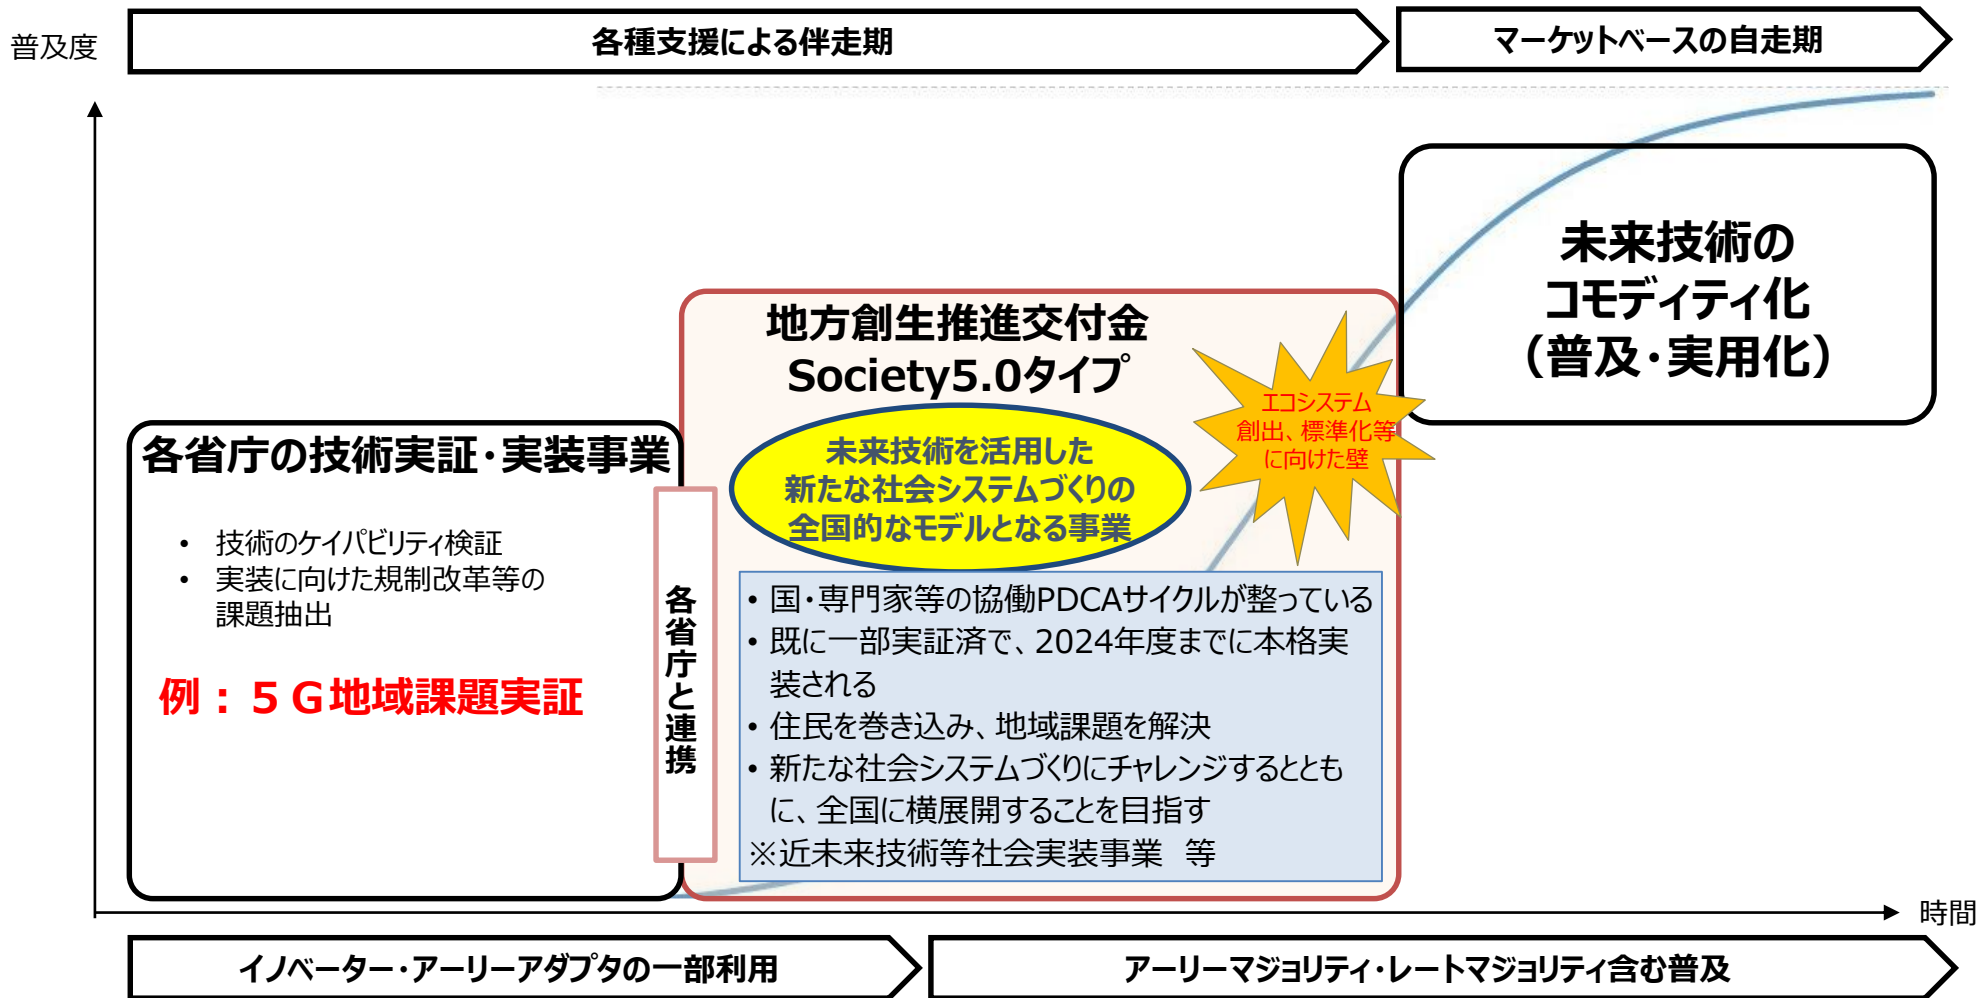 普及度
各種支援による伴走期
マーケットベースの自走期
未来技術の
コモディティ化
（普及・実用化）
地方創生推進交付金
Society5.0タイプ
エコシステム
創出、標準化等
に向けた壁
未来技術を活用した
新たな社会システムづくりの
全国的なモデルとなる事業
各省庁の技術実証・実装事業
• 技術のケイパビリティ検証
• 実装に向けた規制改革等の
課題抽出
例：５Ｇ地域課題実証
各省庁と連携
• 国・専門家等の協働PDCAサイクルが整っている
• 既に一部実証済で、2024年度までに本格実
装される
• 住民を巻き込み、地域課題を解決
• 新たな社会システムづくりにチャレンジするととも
に、全国に横展開することを目指す
※近未来技術等社会実装事業　等
時間
イノベーター・アーリーアダプタの一部利用
アーリーマジョリティ・レートマジョリティ含む普及